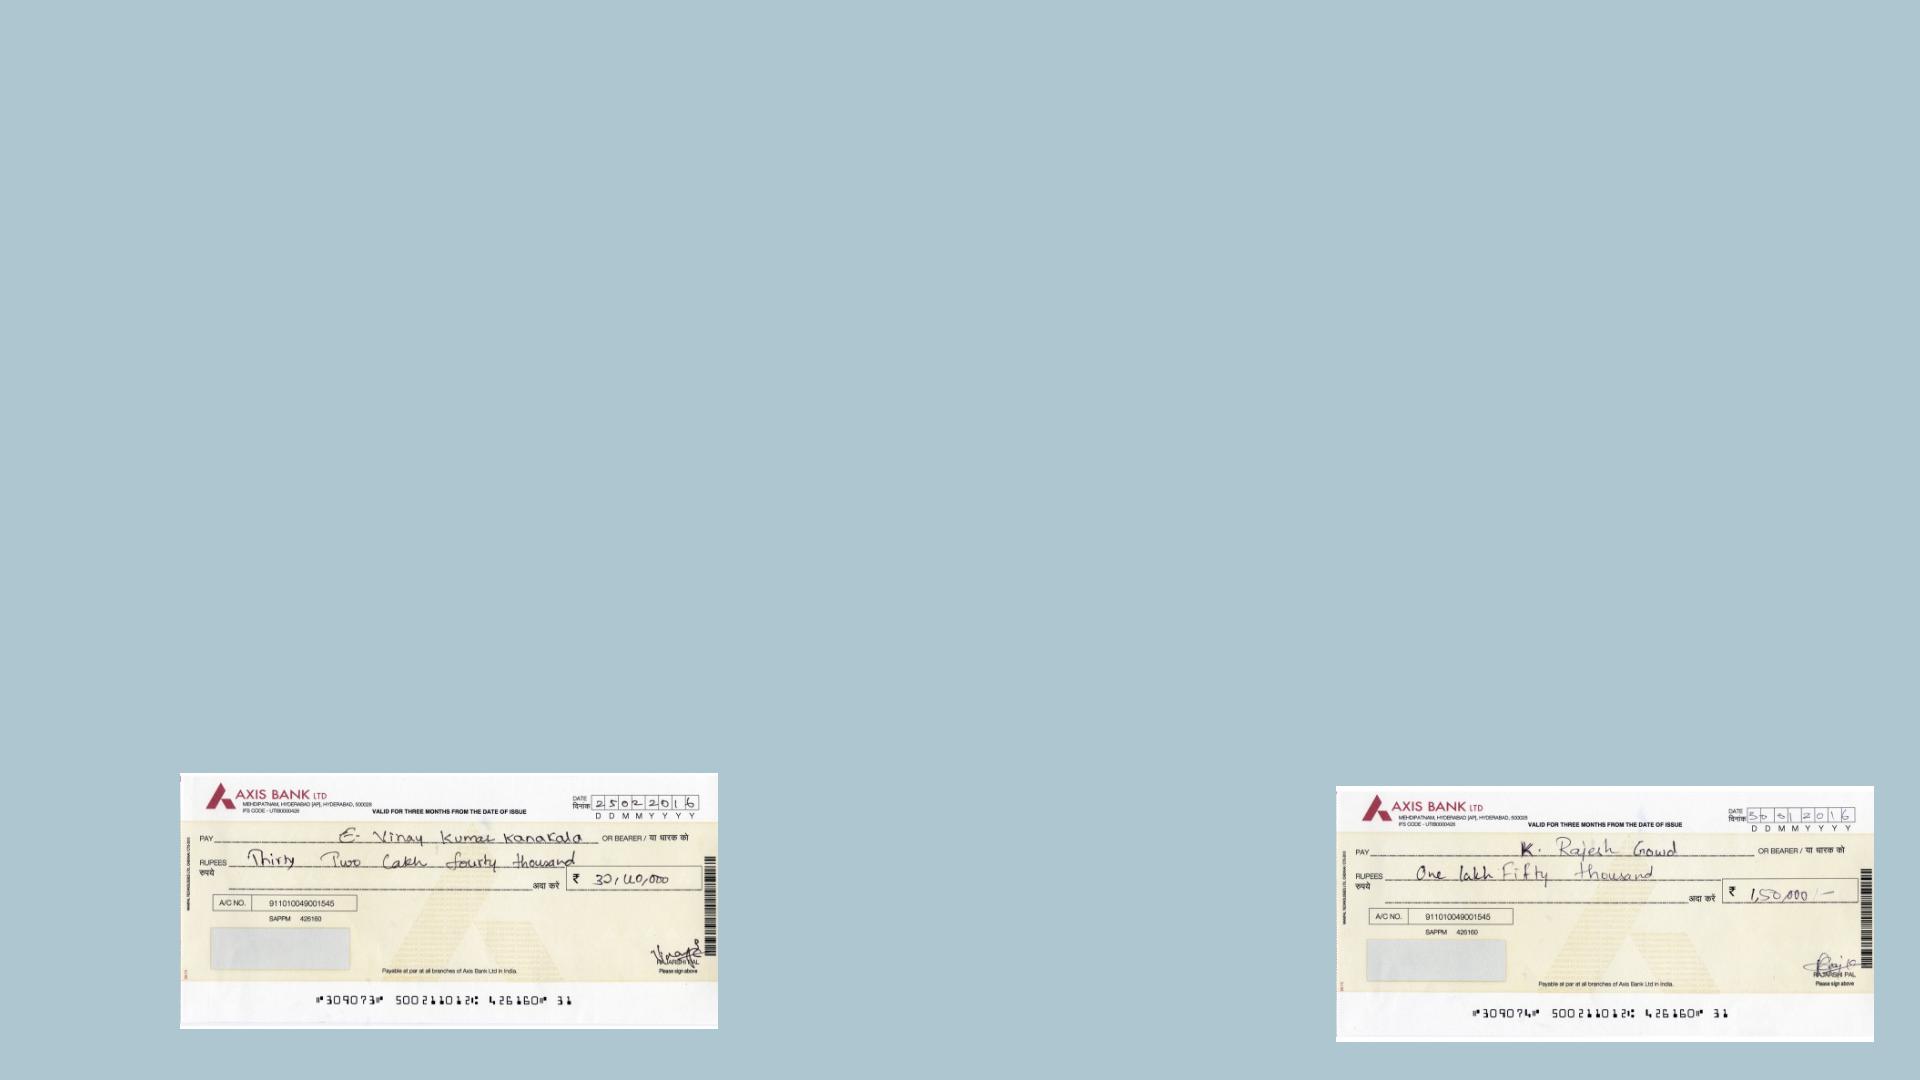 AXIS BANK LTD
MEHDIPATNAM, HYDERABAD [AP], HYDERABAD, 500028
IFS CODE - UTIB0000426
VALID FOR THREE MONTHS FROM THE DATE OF ISSUE
DATE
दिनांक 25022016
D D M M Y Y Y Y
PAY E. Vinay Kumar Kanakala OR BEARER / या धारक को
RUPEES Thirty Two Lakh fourty thousand
रुपये
अदा करें ₹ 32,40,000
A/C NO. 911010049001545
SAPPM 426160
RAJARSHI PAL
Payable at par at all branches of Axis Bank Ltd in India.
Please sign above
"309073" 500211012: 426160" 31
AXIS BANK LTD
MEHDIPATNAM, HYDERABAD [AP], HYDERABAD, 500028
IFS CODE - UTIB0000426
VALID FOR THREE MONTHS FROM THE DATE OF ISSUE
DATE
दिनांक 2016
D D M M Y Y Y Y
PAY K. Rajesh Gowd OR BEARER / या धारक को
RUPEES One lakh Fifty thousand
रुपये
अदा करें ₹ 1,50,000/-
A/C NO. 911010049001545
SAPPM 426160
RAJARSHI PAL
Payable at par at all branches of Axis Bank Ltd in India.
Please sign above
"309074" 500211012: 426160" 31